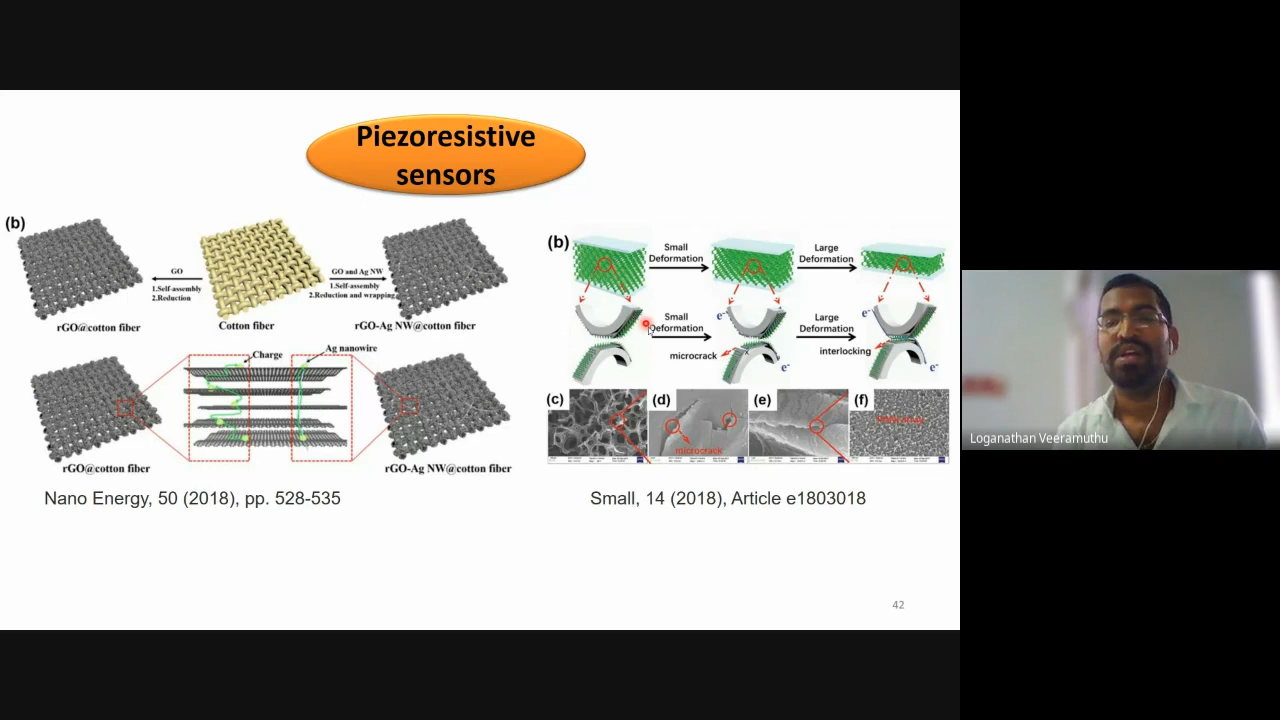 Piezoresistive
sensors
(b)
GO
1.Self-assembly
2.Reduction
GO and Ag NW
1.Self-assembly
2.Reduction and wrapping
rGO@cotton fiber
Cotton fiber
rGO-Ag NW@cotton fiber
Charge
Ag nanowire
rGO@cotton fiber
rGO-Ag NW@cotton fiber
Nano Energy, 50 (2018), pp. 528-535
(b)
Small
Deformation
Large
Deformation
e-
e-
Small
Deformation
Large
Deformation
microcrack
interlocking
e-
e-
(c)
(d)
(e)
(f)
microcrack
Small, 14 (2018), Article e1803018
42
Loganathan Veeramuthu